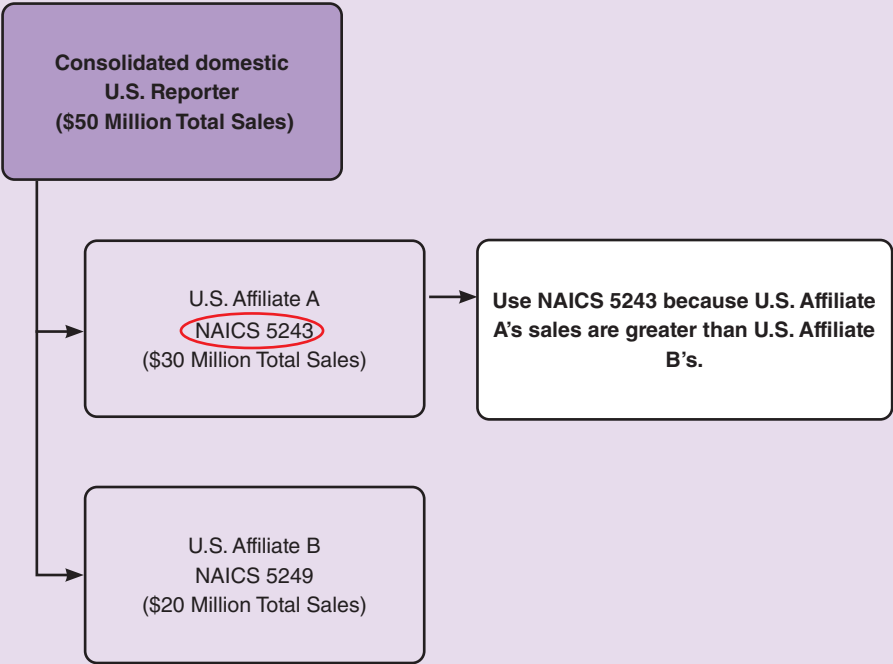 Consolidated domestic
U.S. Reporter
($50 Million Total Sales)
U.S. Affiliate A
NAICS 5243
($30 Million Total Sales)
Use NAICS 5243 because U.S. Affiliate
A’s sales are greater than U.S. Affiliate
B’s.
U.S. Affiliate B
NAICS 5249
($20 Million Total Sales)